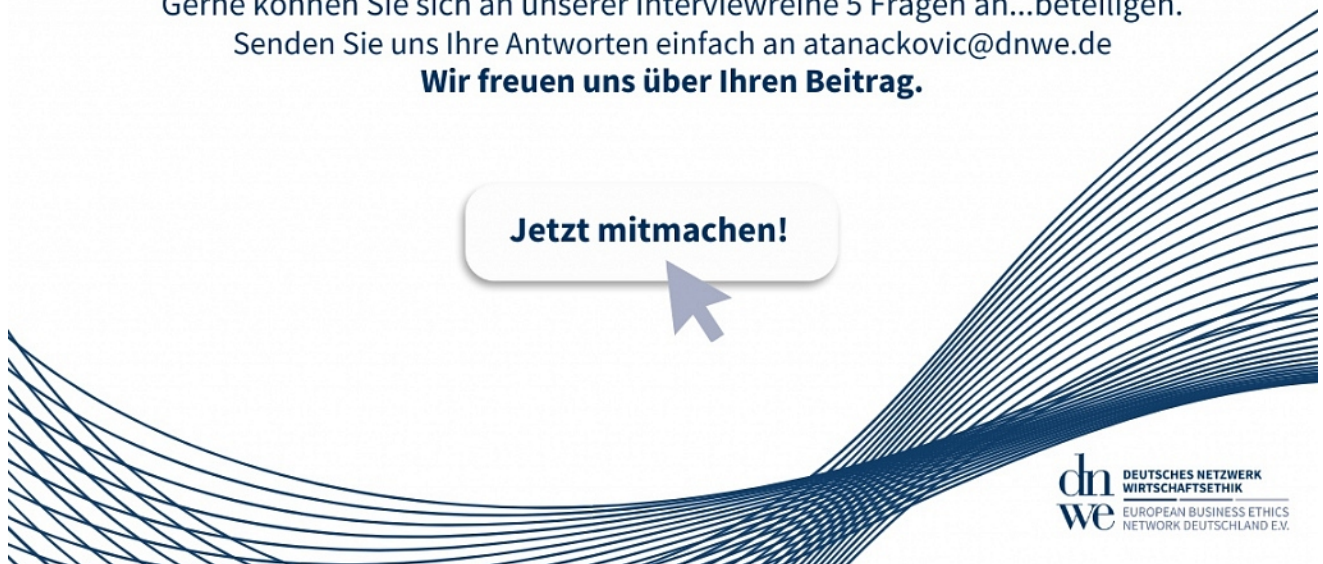 Gerne können Sie sich an unserer Interviewreihe 5 Fragen an...beteiligen.
Senden Sie uns Ihre Antworten einfach an atanackovic@dnwe.de
Wir freuen uns über Ihren Beitrag.
Jetzt mitmachen!
dn
we
DEUTSCHES NETZWERK
WIRTSCHAFTSETHIK
EUROPEAN BUSINESS ETHICS
NETWORK DEUTSCHLAND E.V.